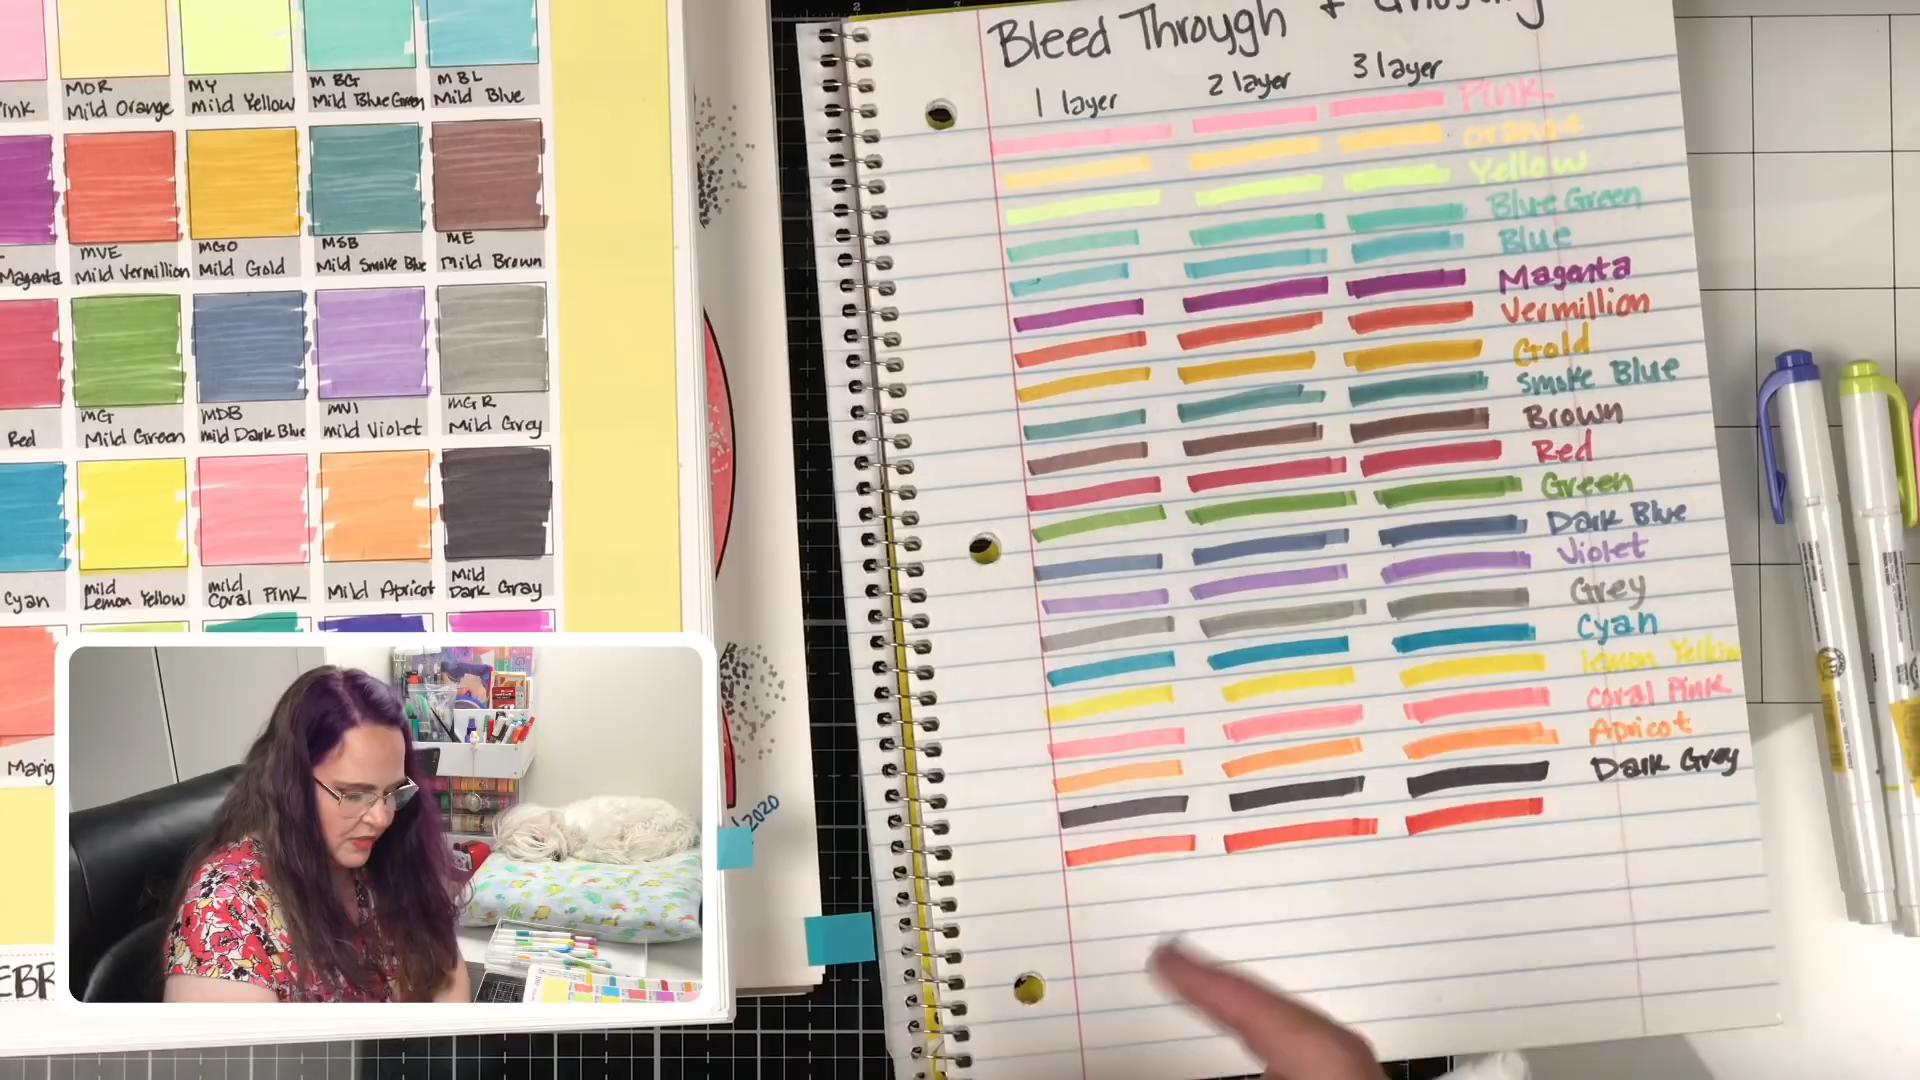 MOR
Mild Orange
MY
Mild Yellow
M BG
Mild Blue Green
MBL
Mild Blue
Magenta
MVE
Mild Vermillion
MGO
Mild Gold
MSB
Mild Smoke Blue
ME
Mild Brown
Red
MG
Mild Green
MDB
mild Dark Blue
MVI
mild Violet
MGR
Mild Grey
Cyan
mild
Lemon Yellow
mild
Coral Pink
Mild Apricot
Mild
Dark Gray
2020
Bleed Through +
1 layer
2 layer
3 layer
Pink
Orange
Yellow
Blue Green
Blue
Magenta
Vermillion
Gold
Smoke Blue
Brown
Red
Green
Dark Blue
Violet
Grey
Cyan
lemon Yellow
Coral Pink
Apricot
Dark Grey